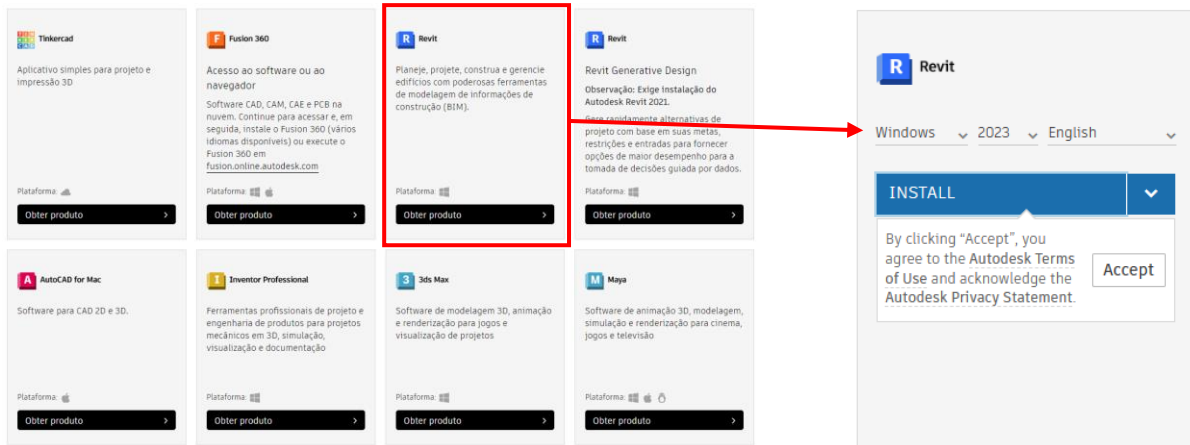 Tinkercad
Aplicativo simples para projeto e
impressão 3D
Plataforma:
Obter produto
F
Fusion 360
Acesso ao software ou ao
navegador
Software CAD, CAM, CAE e PCB na
nuvem. Continue para acessar e, em
seguida, instale o Fusion 360 (vários
idiomas disponíveis) ou execute o
Fusion 360 em
fusion.online.autodesk.com
Plataforma:
Obter produto
R
Revit
Planeje, projete, construa e gerencie
edifícios com poderosas ferramentas
de modelagem de informações de
construção (BIM).
Plataforma:
Obter produto
R
Revit
Revit Generative Design
Observação: Exige instalação do
Autodesk Revit 2021.
Gere rapidamente alternativas de
projeto com base em suas metas,
restrições e entradas para fornecer
opções de maior desempenho para a
tomada de decisões guiada por dados.
Plataforma:
Obter produto
A
AutoCAD for Mac
Software para CAD 2D e 3D.
Plataforma:
Obter produto
I
Inventor Professional
Ferramentas profissionais de projeto e
engenharia de produtos para projetos
mecânicos em 3D, simulação,
visualização e documentação
Plataforma:
Obter produto
3
3ds Max
Software de modelagem 3D, animação
e renderização para jogos e
visualização de projetos
Plataforma:
Obter produto
M
Maya
Software de animação 3D, modelagem,
simulação e renderização para cinema,
jogos e televisão
Plataforma:
Obter produto
R
Revit
Windows 2023 English
INSTALL
By clicking “Accept”, you
agree to the Autodesk Terms
of Use and acknowledge the
Autodesk Privacy Statement.
Accept